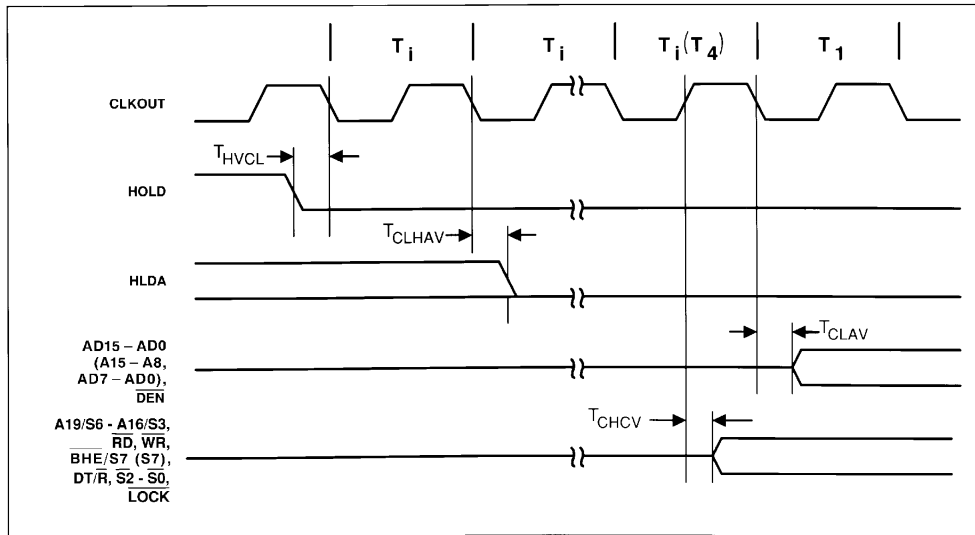 Ti Ti Ti(T4) T1
CLKOUT
THVCL
HOLD
TCLHAV
HLDA
AD15 – AD0
(A15 – A8,
AD7 – AD0),
DEN
TCLAV
A19/S6 - A16/S3,
RD, WR,
BHE/S7 (S7),
DT/R, S2 - S0,
LOCK
TCHCV